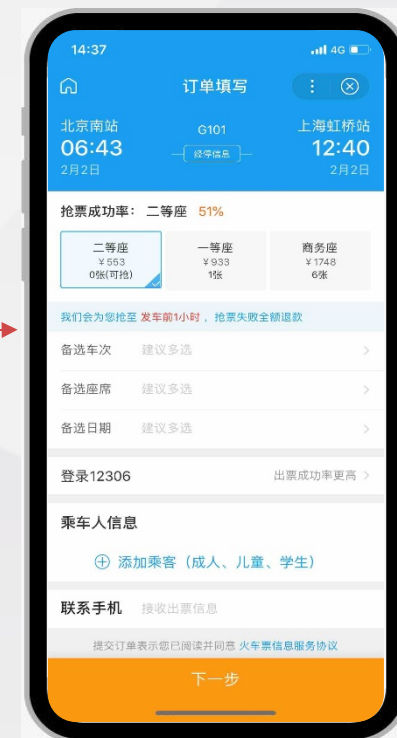 14:37
4G
订单填写
北京南站 G101 上海虹桥站
06:43 经停信息 12:40
2月2日 2月2日
抢票成功率： 二等座 51%
二等座 一等座 商务座
¥553 ¥933 ¥1748
0张(可抢) 1张 6张
我们会为您抢至 发车前1小时 ，抢票失败全额退款
备选车次 建议多选
备选座席 建议多选
备选日期 建议多选
登录12306 出票成功率更高
乘车人信息
添加乘客（成人、儿童、学生）
联系手机 接收出票信息
提交订单表示您已阅读并同意 火车票信息服务协议
下一步